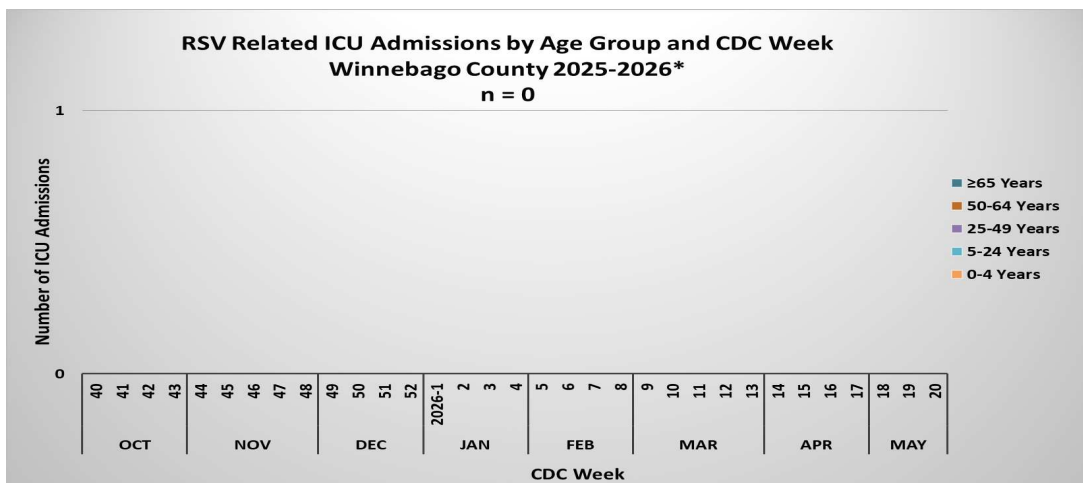 RSV Related ICU Admissions by Age Group and CDC Week
Winnebago County 2025-2026*
n = 0
1
Number of ICU Admissions
0
≥65 Years
50-64 Years
25-49 Years
5-24 Years
0-4 Years
40 41 42 43 44 45 46 47 48 49 50 51 52 2026-1 2 3 4 5 6 7 8 9 10 11 12 13 14 15 16 17 18 19 20
OCT NOV DEC JAN FEB MAR APR MAY
CDC Week